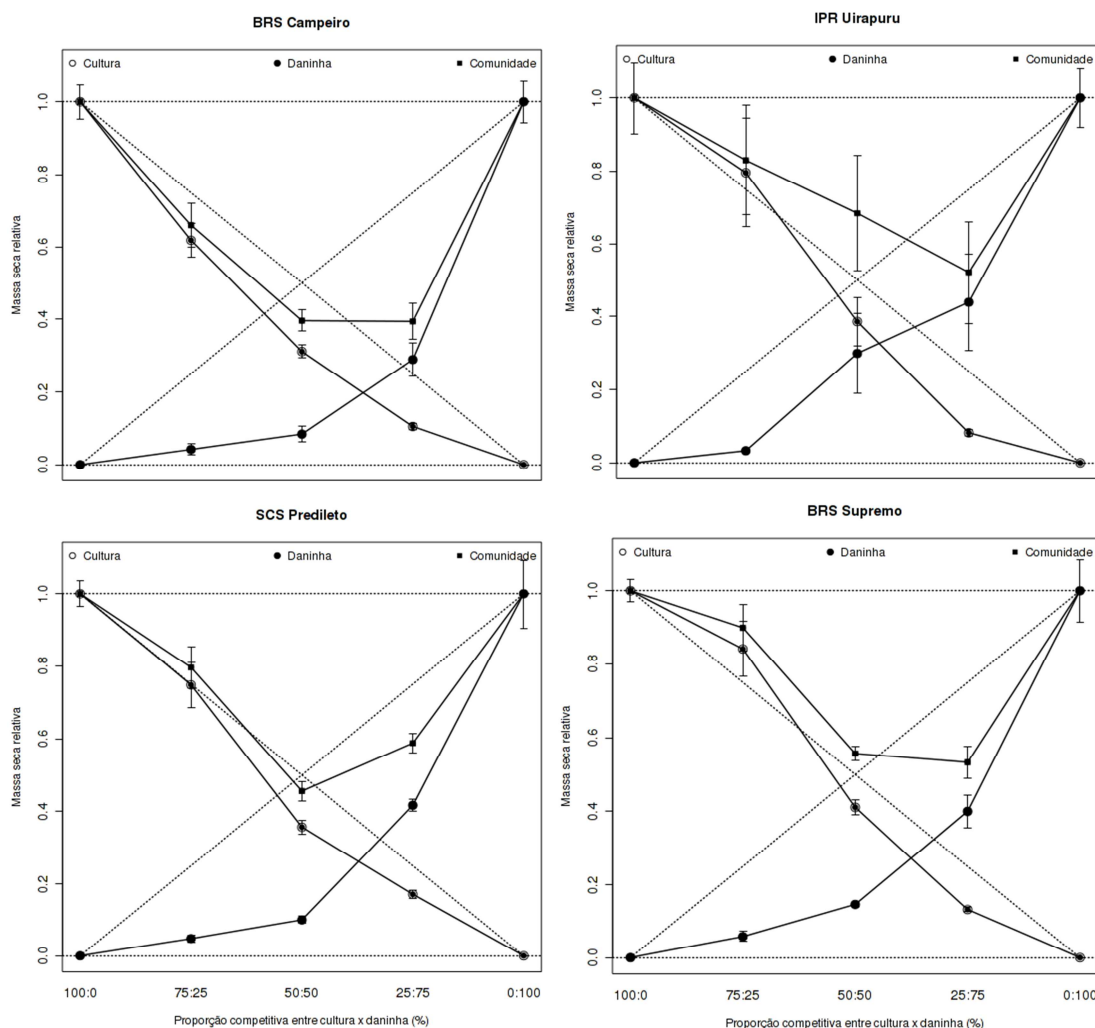 BRS Campeiro
Cultura Daninha Comunidade
Massa seca relativa
1.0
0.8
0.6
0.4
0.2
0.0
IPR Uirapuru
Cultura Daninha Comunidade
Massa seca relativa
1.0
0.8
0.6
0.4
0.2
0.0
SCS Predileto
Cultura Daninha Comunidade
Massa seca relativa
1.0
0.8
0.6
0.4
0.2
0.0
100:0 75:25 50:50 25:75 0:100
Proporção competitiva entre cultura x daninha (%)
BRS Supremo
Cultura Daninha Comunidade
Massa seca relativa
1.0
0.8
0.6
0.4
0.2
0.0
100:0 75:25 50:50 25:75 0:100
Proporção competitiva entre cultura x daninha (%)